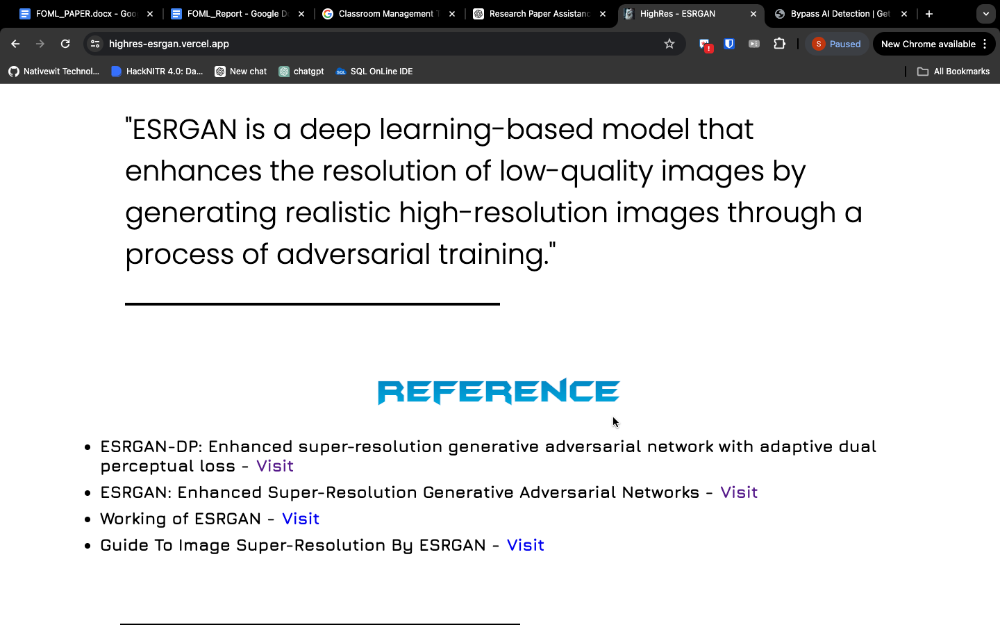 FOML_PAPER.docx - Goo
FOML_Report - Google Do
Classroom Management T
Research Paper Assistanc
HighRes - ESRGAN
Bypass AI Detection | Get
highres-esrgan.vercel.app
S Paused
New Chrome available
Nativewit Technol...
HackNITR 4.0: Da...
New chat
chatgpt
SQL OnLine IDE
All Bookmarks
"ESRGAN is a deep learning-based model that
enhances the resolution of low-quality images by
generating realistic high-resolution images through a
process of adversarial training."
REFERENCE
• ESRGAN-DP: Enhanced super-resolution generative adversarial network with adaptive dual
perceptual loss - Visit
• ESRGAN: Enhanced Super-Resolution Generative Adversarial Networks - Visit
• Working of ESRGAN - Visit
• Guide To Image Super-Resolution By ESRGAN - Visit